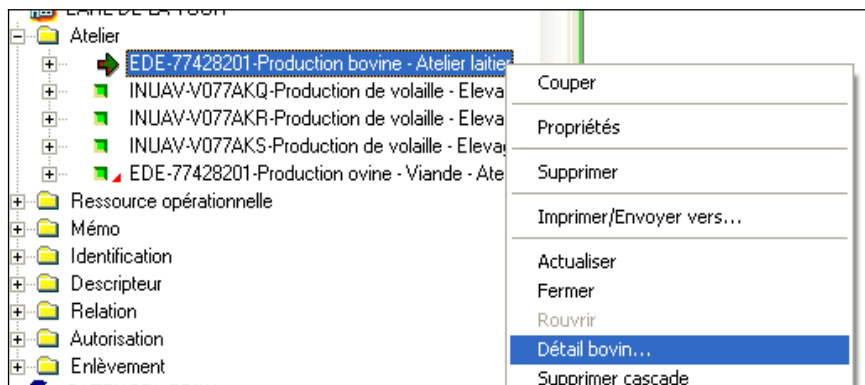 Atelier
EDE-77428201-Production bovine - Atelier laitier
INUAV-V077AKQ-Production de volaille - Eleva
INUAV-V077AKR-Production de volaille - Eleva
INUAV-V077AKS-Production de volaille - Eleva
EDE-77428201-Production ovine - Viande - Ate
Ressource opérationnelle
Mémo
Identification
Descripteur
Relation
Autorisation
Enlèvement
Couper
Propriétés
Supprimer
Imprimer/Envoyer vers...
Actualiser
Fermer
Rouvrir
Détail bovin...
Supprimer cascade